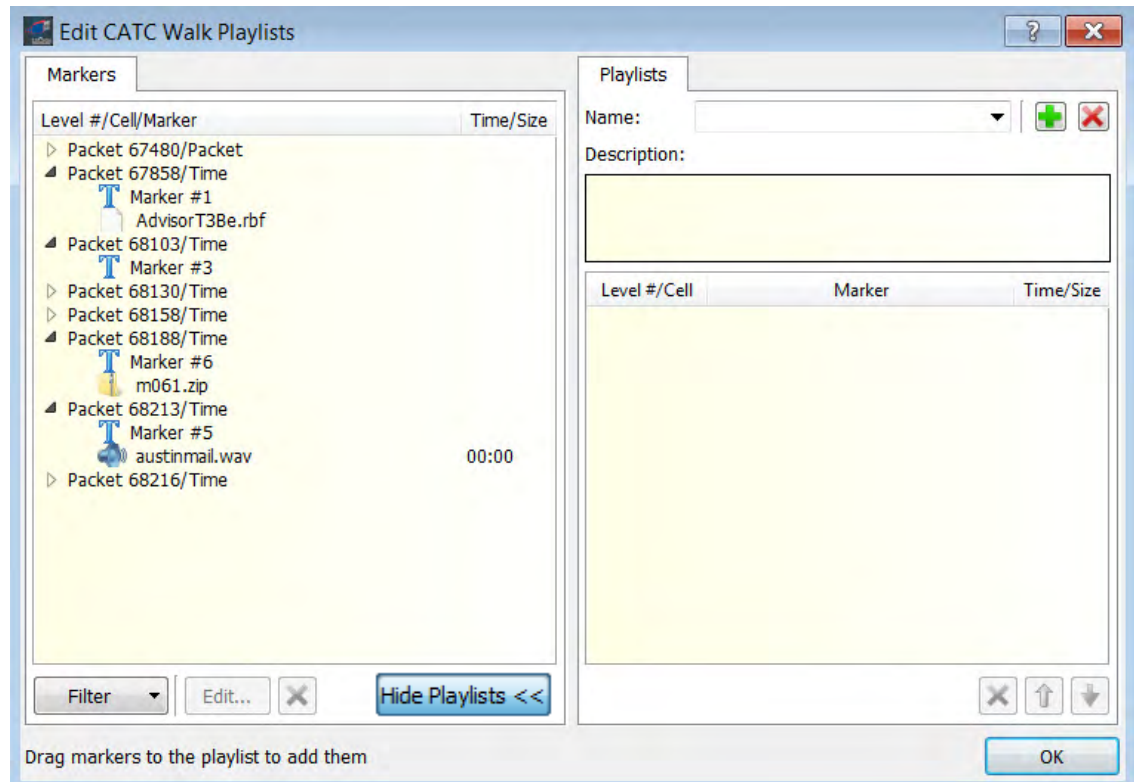 Edit CATC Walk Playlists
Markers
Level #/Cell/Marker Time/Size
Packet 67480/Packet
Packet 67858/Time
Marker #1
AdvisorT3Be.rbf
Packet 68103/Time
Marker #3
Packet 68130/Time
Packet 68158/Time
Packet 68188/Time
Marker #6
m061.zip
Packet 68213/Time
Marker #5
austinmail.wav 00:00
Packet 68216/Time
Filter Edit... Hide Playlists <<
Playlists
Name:
Description:
Level #/Cell Marker Time/Size
Drag markers to the playlist to add them
OK